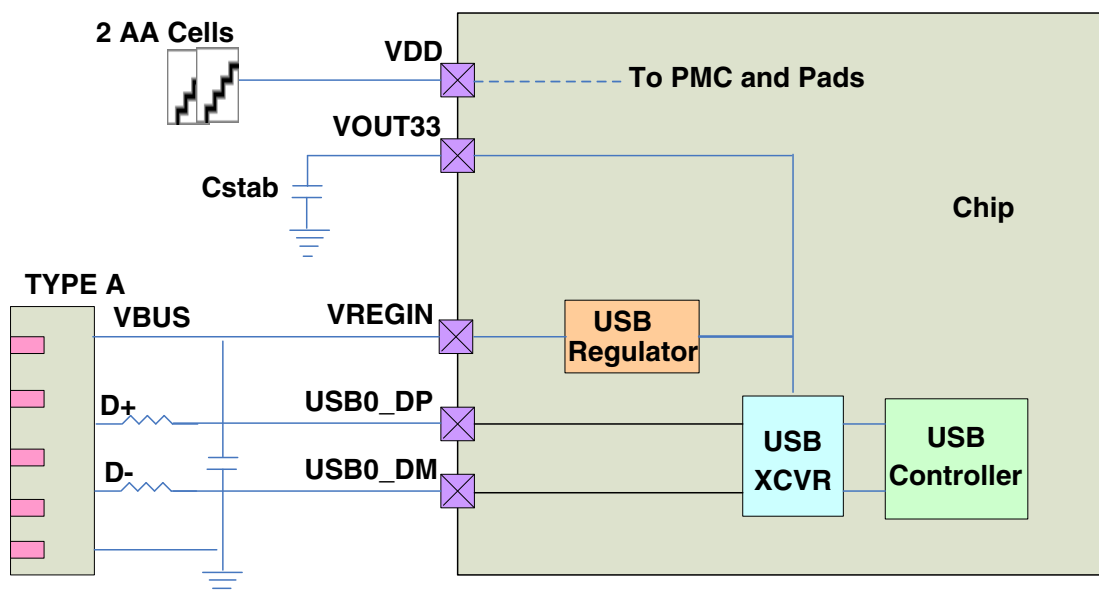 2 AA Cells
VDD
To PMC and Pads
VOUT33
Cstab
Chip
TYPE A
VBUS
VREGIN
USB
Regulator
D+
USB0_DP
D-
USB0_DM
USB
XCVR
USB
Controller